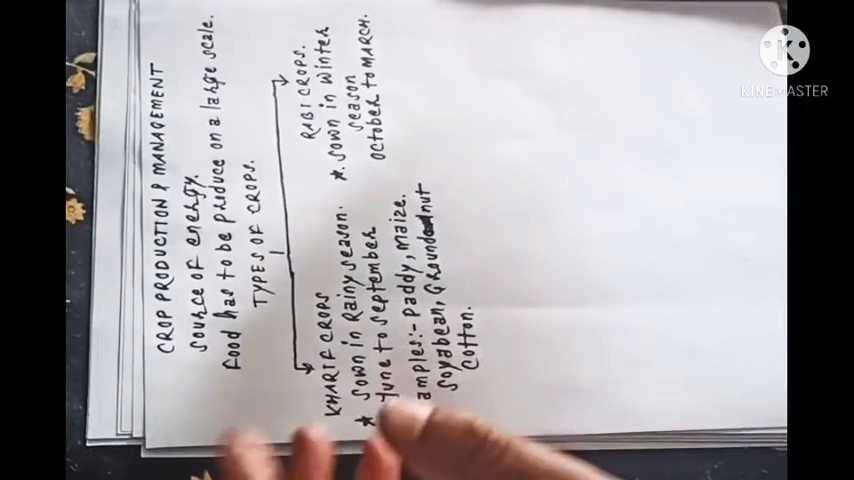 CROP PRODUCTION & MANAGEMENT
source of energy.
Food has to be produce on a large scale.
TYPES OF CROPS.
KHARIF CROPS
* Sown in Rainy season.
June to September
amples:- Paddy, maize.
Soyabean, Groundnut
Cotton.
RABI CROPS.
* Sown in winter
season
October to MARCH.
KINEMASTER